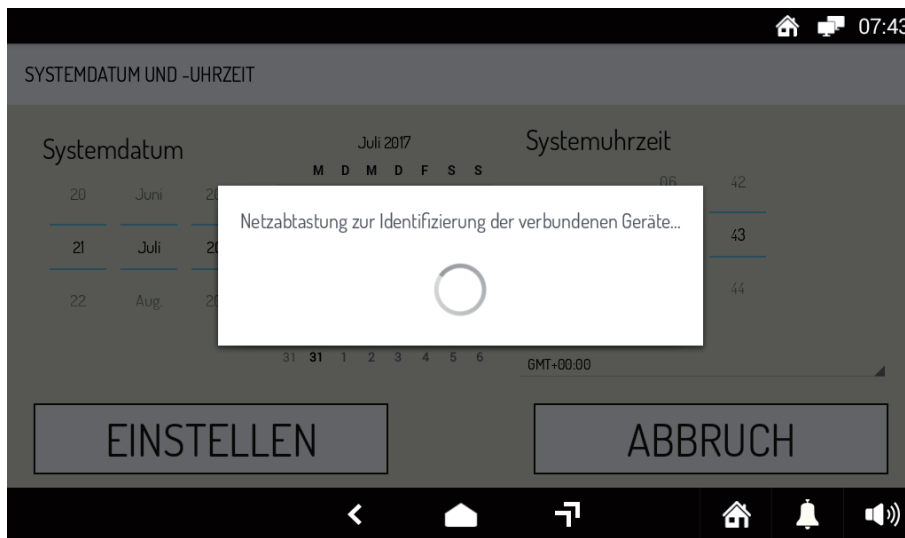 07:43
SYSTEMDATUM UND -UHRZEIT
Systemdatum
Juli 2017
Systemuhrzeit
M D M D F S S
20 Juni
06 42
Netzabtastung zur Identifizierung der verbundenen Geräte...
21 Juli
43
22 Aug.
44
31 31 1 2 3 4 5 6
GMT+00:00
EINSTELLEN
ABBRUCH